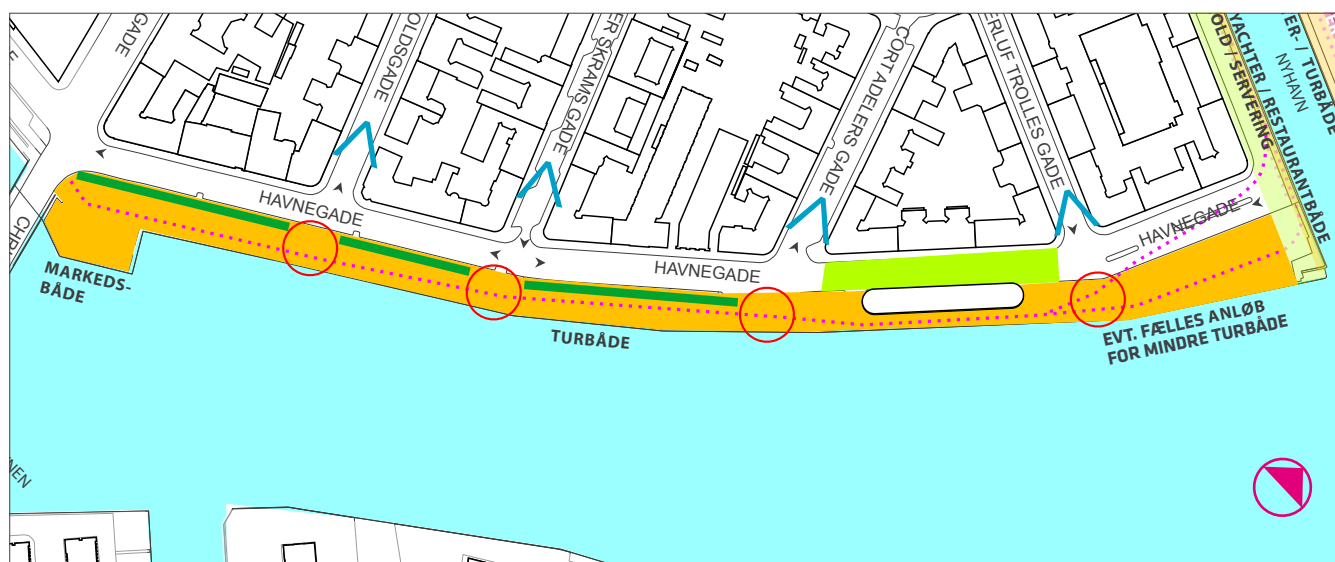 GADE
OLDSGADE
ER SKRAMS GADE
CORT ADELERS GADE
ERLUF TROLLES GADE
ER- / TURBÅDE
NYHAVN
YACHTER / RESTAURANTBÅDE
OLD / SERVERING
HAVNEGADE
HAVNEGADE
HAVNEGADE
CHR
MARKEDS-
BÅDE
TURBÅDE
EVT. FÆLLES ANLØB
FOR MINDRE TURBÅDE
NEN